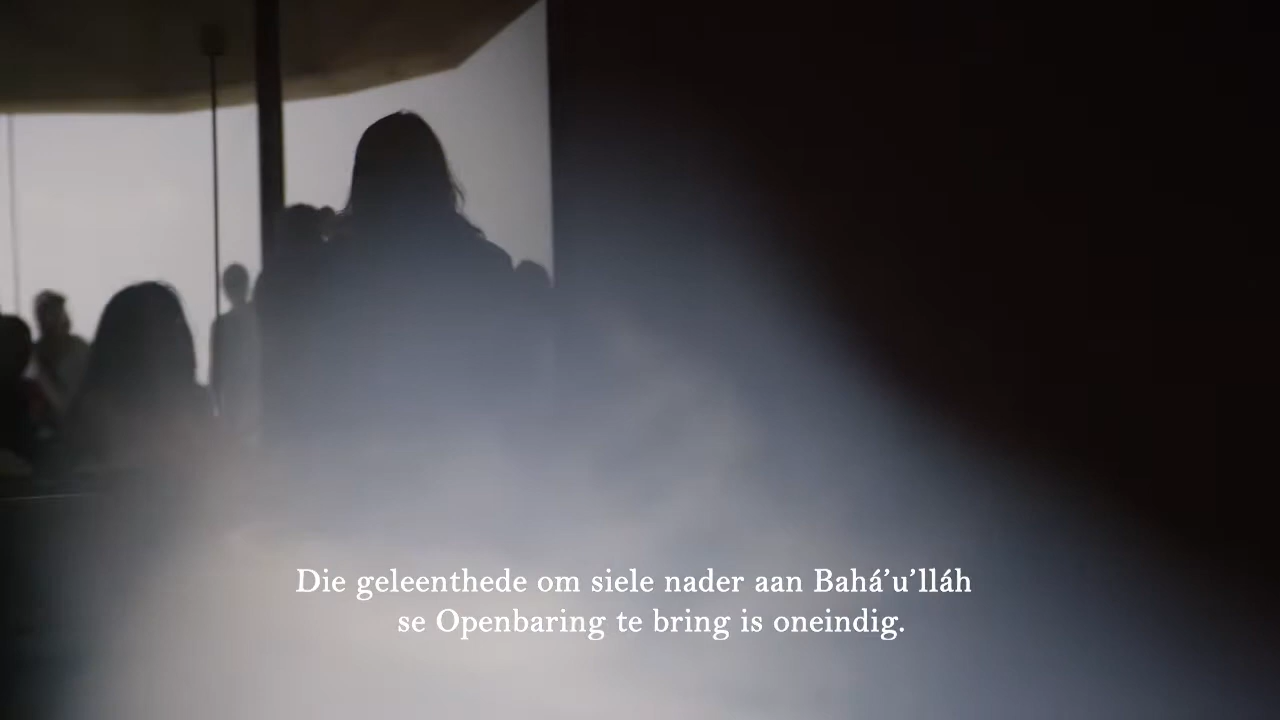 Die geleenthede om siele nader aan Bahá’u’lláh
se Openbaring te bring is oneindig.